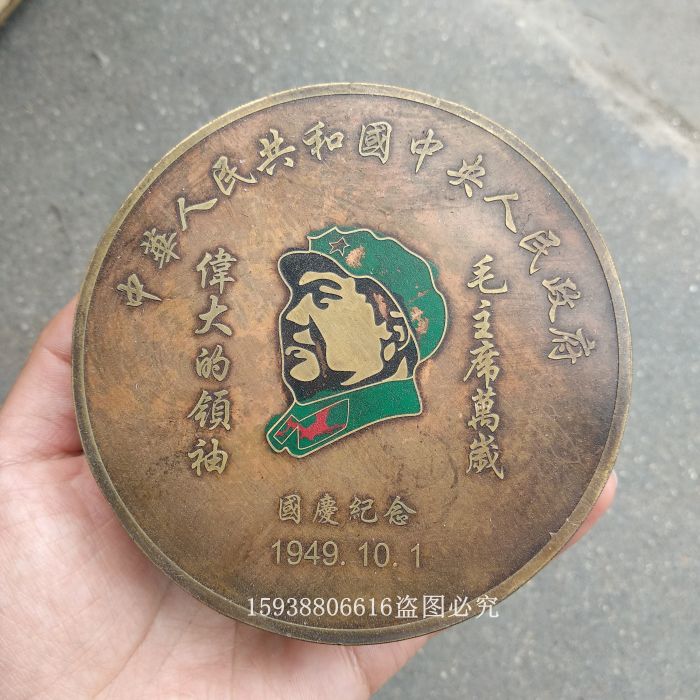 中華人民共和國中央人民政府
偉大的領袖
毛主席萬歲
國慶紀念
1949.10.1
15938806616盗图必究